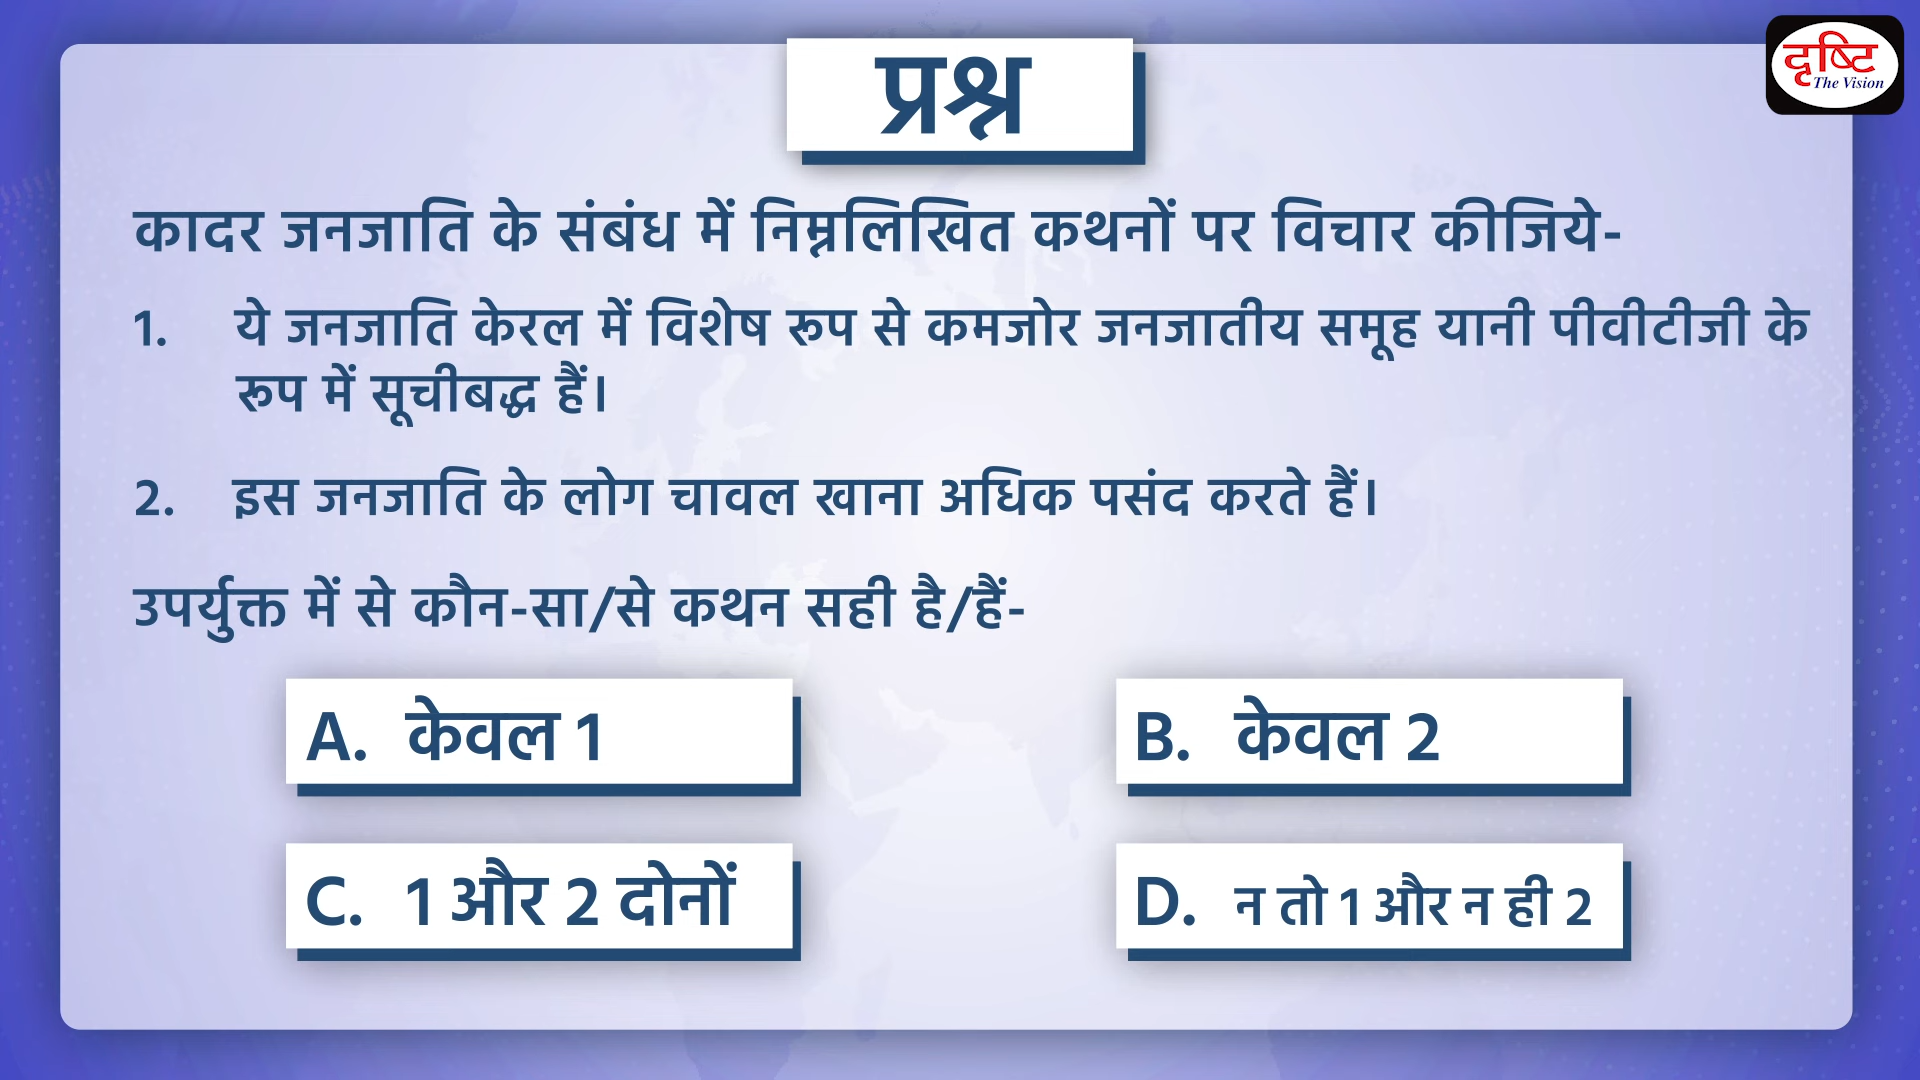 दृष्टि
The Vision
प्रश्न
कादर जनजाति के संबंध में निम्नलिखित कथनों पर विचार कीजिये-
1. ये जनजाति केरल में विशेष रूप से कमजोर जनजातीय समूह यानी पीवीटीजी के
रूप में सूचीबद्ध हैं।
2. इस जनजाति के लोग चावल खाना अधिक पसंद करते हैं।
उपर्युक्त में से कौन-सा/से कथन सही है/हैं-
A. केवल 1
B. केवल 2
C. 1 और 2 दोनों
D. न तो 1 और न ही 2